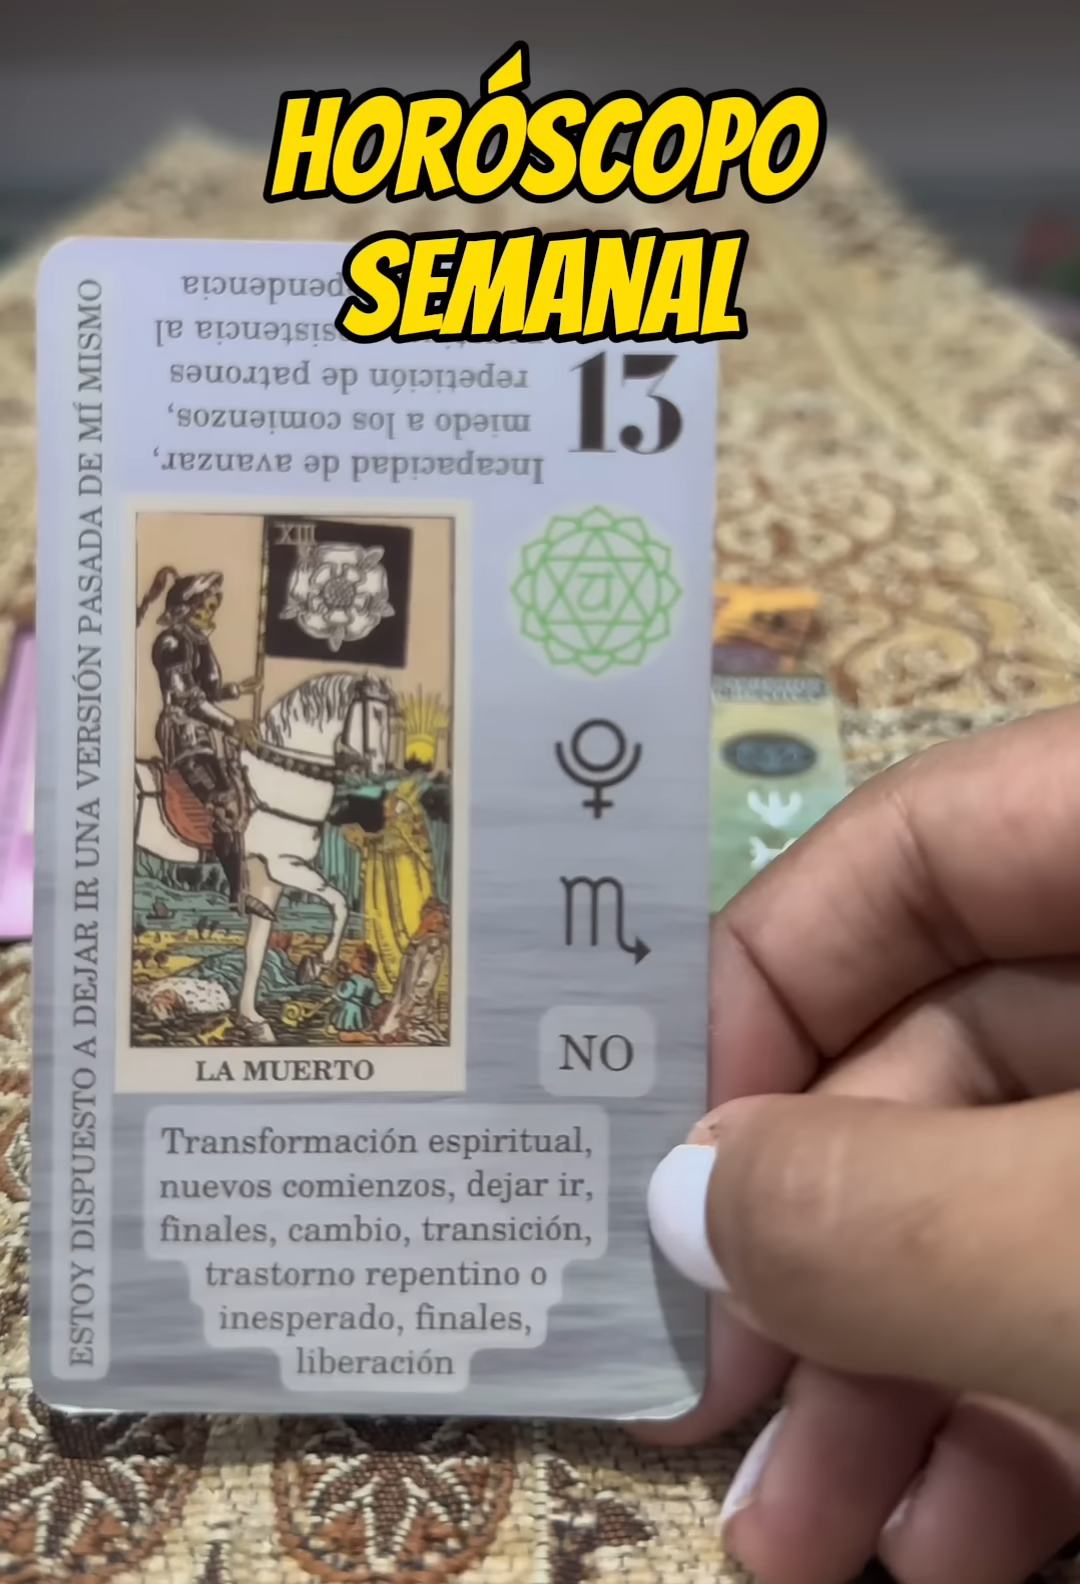 HORÓSCOPO
SEMANAL
Incapacidad de avanzar,
miedo a los comienzos,
repetición de patrones
al
13
ESTOY DISPUESTO A DEJAR IR UNA VERSIÓN PASADA DE MÍ MISMO
XIII
LA MUERTO
NO
Transformación espiritual,
nuevos comienzos, dejar ir,
finales, cambio, transición,
trastorno repentino o
inesperado, finales,
liberación